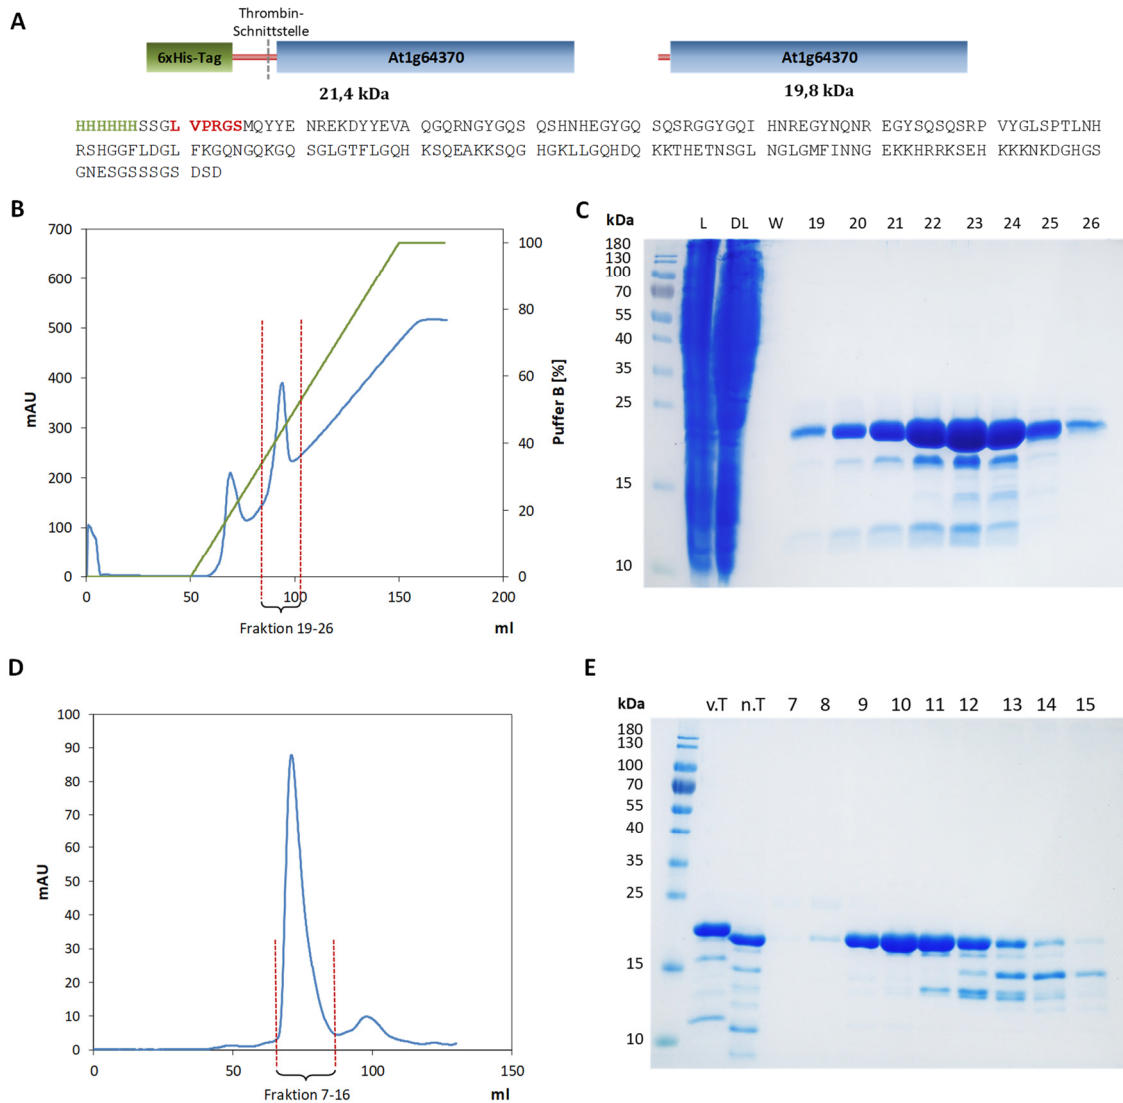 A
Thrombin-
Schnittstelle
6xHis-Tag At1g64370 At1g64370
21,4 kDa 19,8 kDa
HHHHHHSSGL VPRGSMQYYE NREKDYYEVA QGQRNGYGQS QSHNHEGYGQ SQSRGGYGQI HNREGYNQNR EGYSQSQSRP VYGLSPTLNH
RSHGGFLDGL FKGQNGQKGQ SGLGTFLGQH KSQEAKKSQG HGKLLGQHDQ KKTHETNSGL NGLGMFINNG EKKHRRKSEH KKKNKDGHGS
GNESGSSSGS DSD
B
700
600
500
400
300
200
100
0
mAU
100
80
60
40
20
0
Puffer B [%]
0 50 100 150 200
Fraktion 19-26 ml
C
kDa L DL W 19 20 21 22 23 24 25 26
180
130
100
70
55
40
35
25
15
10
D
100
90
80
70
60
50
40
30
20
10
0
mAU
0 50 100 150
Fraktion 7-16 ml
E
kDa v.T n.T 7 8 9 10 11 12 13 14 15
180
130
100
70
55
40
35
25
15
10